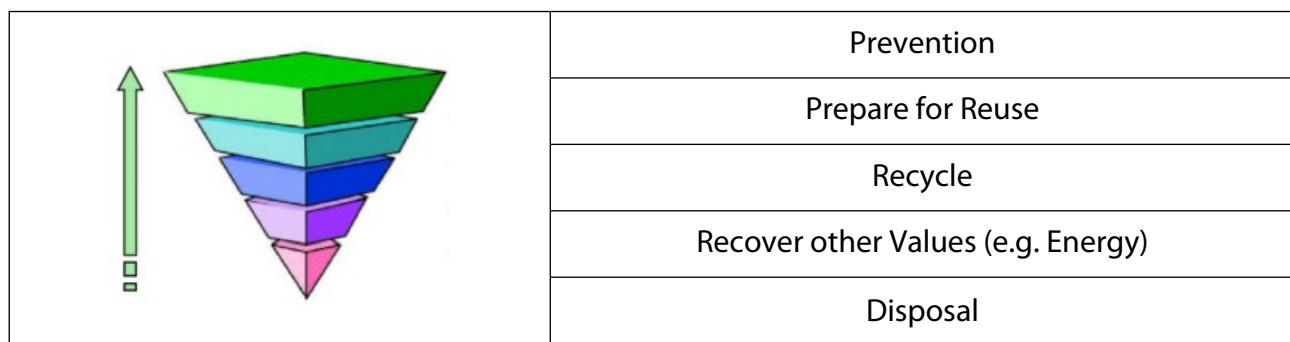 Prevention
Prepare for Reuse
Recycle
Recover other Values (e.g. Energy)
Disposal